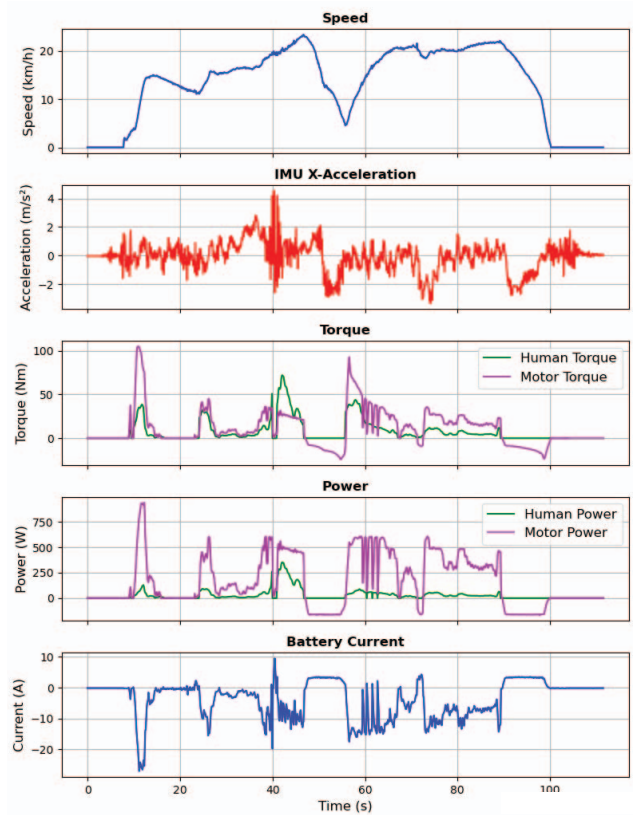 Speed
20
10
0
Speed (km/h)
IMU X-Acceleration
4
2
0
−2
Acceleration (m/s²)
Torque
100
50
0
Torque (Nm)
Human Torque
Motor Torque
Power
750
500
250
0
Power (W)
Human Power
Motor Power
Battery Current
10
0
−10
−20
Current (A)
0 20 40 60 80 100
Time (s)